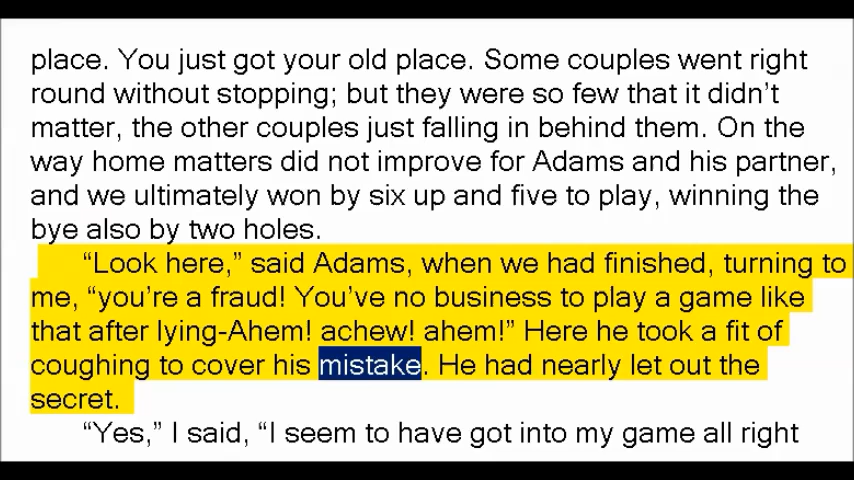 place. You just got your old place. Some couples went right
round without stopping; but they were so few that it didn’t
matter, the other couples just falling in behind them. On the
way home matters did not improve for Adams and his partner,
and we ultimately won by six up and five to play, winning the
bye also by two holes.
“Look here,” said Adams, when we had finished, turning to
me, “you’re a fraud! You’ve no business to play a game like
that after lying-Ahem! achew! ahem!” Here he took a fit of
coughing to cover his mistake. He had nearly let out the
secret.
“Yes,” I said, “I seem to have got into my game all right